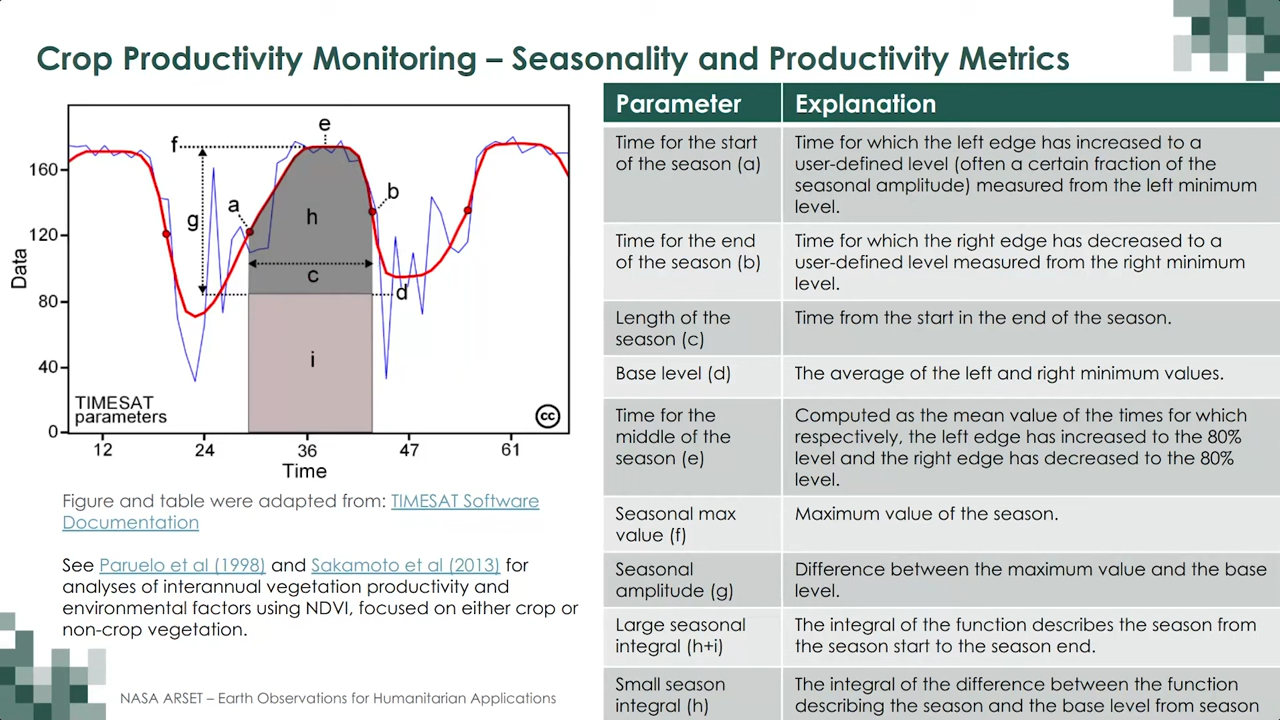 Crop Productivity Monitoring – Seasonality and Productivity Metrics
Data
160
120
80
40
0
12
24
36
47
61
Time
f
e
a
b
g
h
c
d
i
TIMESAT
parameters
cc
Figure and table were adapted from: TIMESAT Software
Documentation
See Paruelo et al (1998) and Sakamoto et al (2013) for
analyses of interannual vegetation productivity and
environmental factors using NDVI, focused on either crop or
non-crop vegetation.
Parameter
Explanation
Time for the start
of the season (a)
Time for which the left edge has increased to a
user-defined level (often a certain fraction of the
seasonal amplitude) measured from the left minimum
level.
Time for the end
of the season (b)
Time for which the right edge has decreased to a
user-defined level measured from the right minimum
level.
Length of the
season (c)
Time from the start in the end of the season.
Base level (d)
The average of the left and right minimum values.
Time for the
middle of the
season (e)
Computed as the mean value of the times for which
respectively, the left edge has increased to the 80%
level and the right edge has decreased to the 80%
level.
Seasonal max
value (f)
Maximum value of the season.
Seasonal
amplitude (g)
Difference between the maximum value and the base
level.
Large seasonal
integral (h+i)
The integral of the function describes the season from
the season start to the season end.
Small season
integral (h)
The integral of the difference between the function
describing the season and the base level from season
NASA ARSET – Earth Observations for Humanitarian Applications